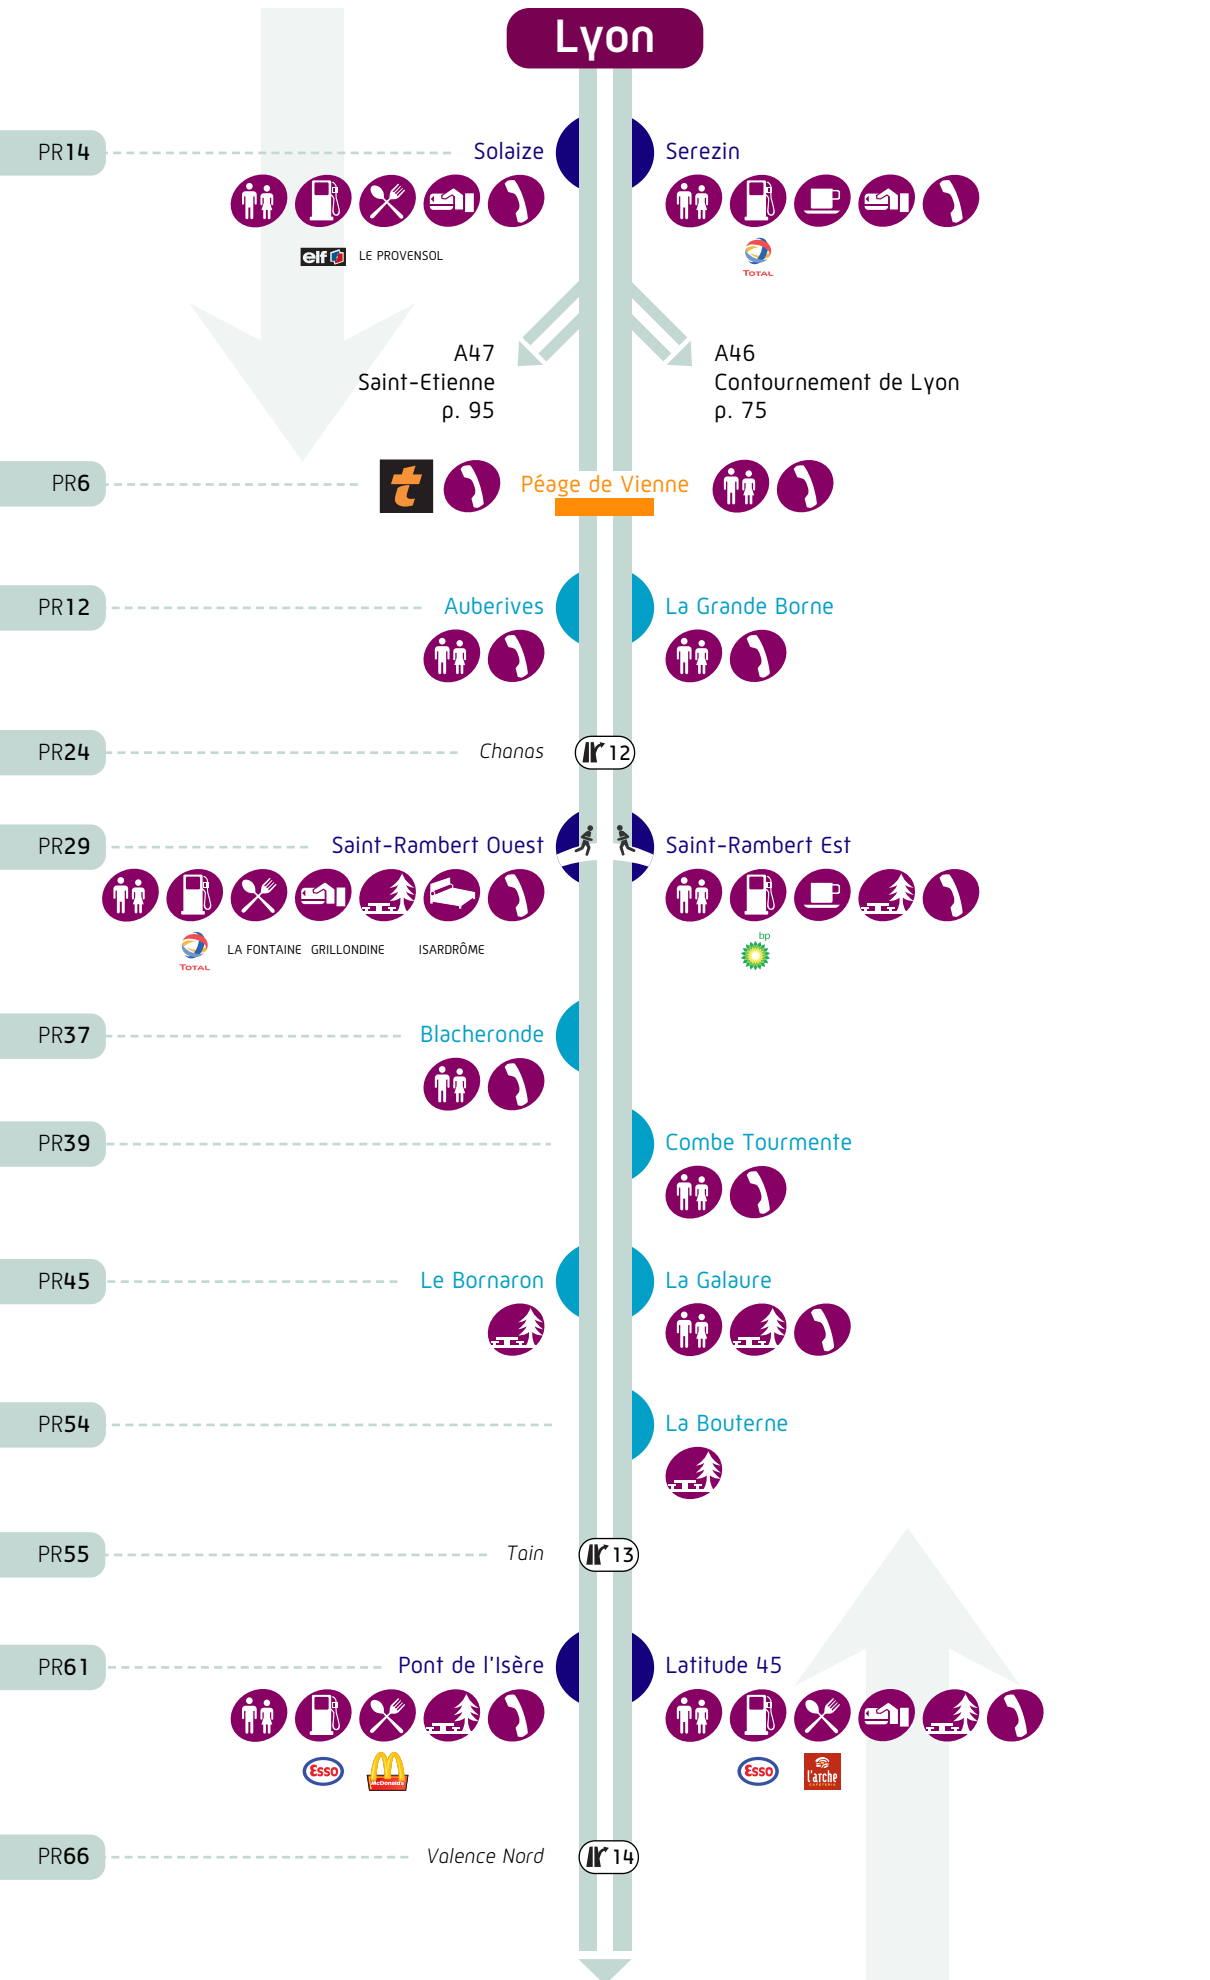 Lyon
PR14
Solaize
Serezin
elf
LE PROVENSOL
TOTAL
A47
Saint-Etienne
p. 95
A46
Contournement de Lyon
p. 75
PR6
t
Péage de Vienne
PR12
Auberives
La Grande Borne
PR24
Chanas
12
PR29
Saint-Rambert Ouest
Saint-Rambert Est
TOTAL
LA FONTAINE
GRILLONDINE
ISARDRÔME
bp
PR37
Blacheronde
PR39
Combe Tourmente
PR45
Le Bornaron
La Galaure
PR54
La Bouterne
PR55
Tain
13
PR61
Pont de l'Isère
Latitude 45
Esso
McDonald's
Esso
l'arche
CAFETERIA
PR66
Valence Nord
14